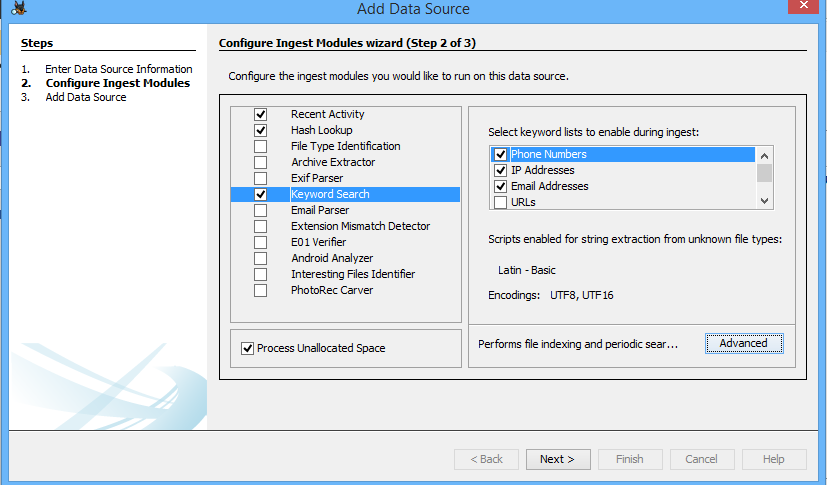 Add Data Source
Steps
1. Enter Data Source Information
2. Configure Ingest Modules
3. Add Data Source
Configure Ingest Modules wizard (Step 2 of 3)
Configure the ingest modules you would like to run on this data source.
Recent Activity
Hash Lookup
File Type Identification
Archive Extractor
Exif Parser
Keyword Search
Email Parser
Extension Mismatch Detector
E01 Verifier
Android Analyzer
Interesting Files Identifier
PhotoRec Carver
Process Unallocated Space
Select keyword lists to enable during ingest:
Phone Numbers
IP Addresses
Email Addresses
URLs
Scripts enabled for string extraction from unknown file types:
Latin - Basic
Encodings: UTF8, UTF16
Performs file indexing and periodic sear...
Advanced
< Back
Next >
Finish
Cancel
Help